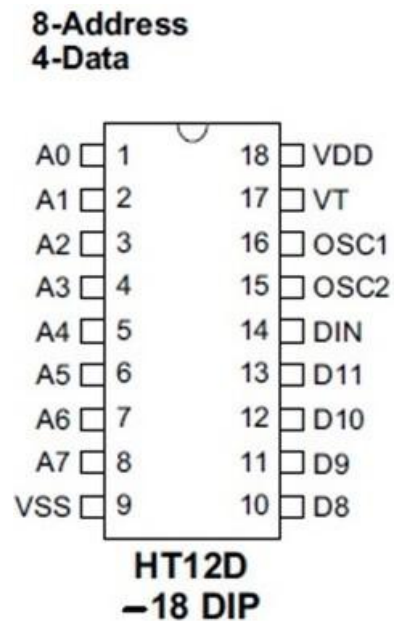 8-Address
4-Data
A0 1 18 VDD
A1 2 17 VT
A2 3 16 OSC1
A3 4 15 OSC2
A4 5 14 DIN
A5 6 13 D11
A6 7 12 D10
A7 8 11 D9
VSS 9 10 D8
HT12D
–18 DIP